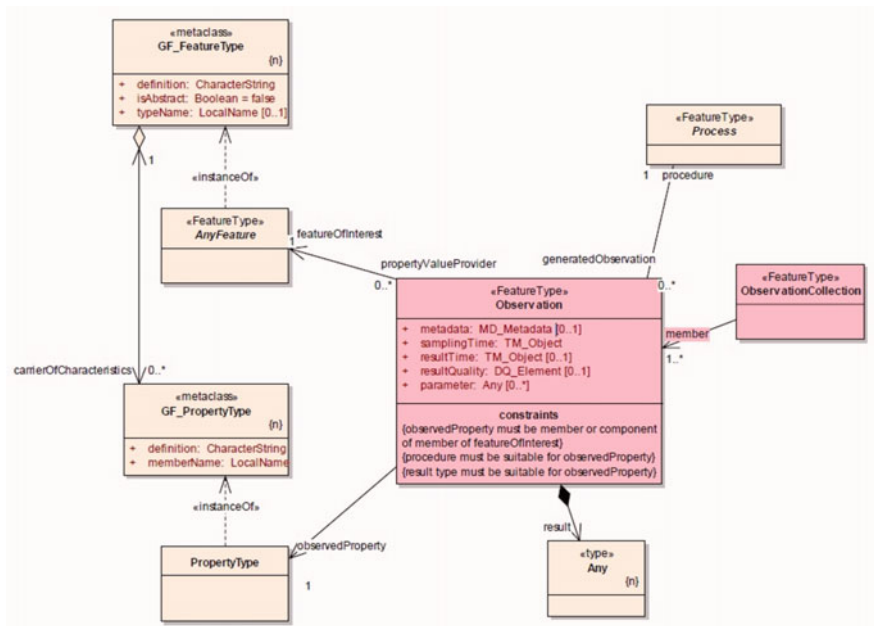 «metaclass»
GF_FeatureType
{n}
+ definition: CharacterString
+ isAbstract: Boolean = false
+ typeName: LocalName [0..1]
1
«instanceOf»
«FeatureType»
AnyFeature
1
featureOfInterest
«FeatureType»
Process
1
procedure
propertyValueProvider
0..*
generatedObservation
0..*
«FeatureType»
Observation
+ metadata: MD_Metadata [0..1]
+ samplingTime: TM_Object
+ resultTime: TM_Object [0..1]
+ resultQuality: DQ_Element [0..1]
+ parameter: Any [0..*]
constraints
{observedProperty must be member or component
of member of featureOfInterest}
{procedure must be suitable for observedProperty}
{result type must be suitable for observedProperty}
«FeatureType»
ObservationCollection
member
1..*
carrierOfCharacteristics
0..*
«metaclass»
GF_PropertyType
{n}
+ definition: CharacterString
+ memberName: LocalName
«instanceOf»
PropertyType
observedProperty
1
result
«type»
Any
{n}